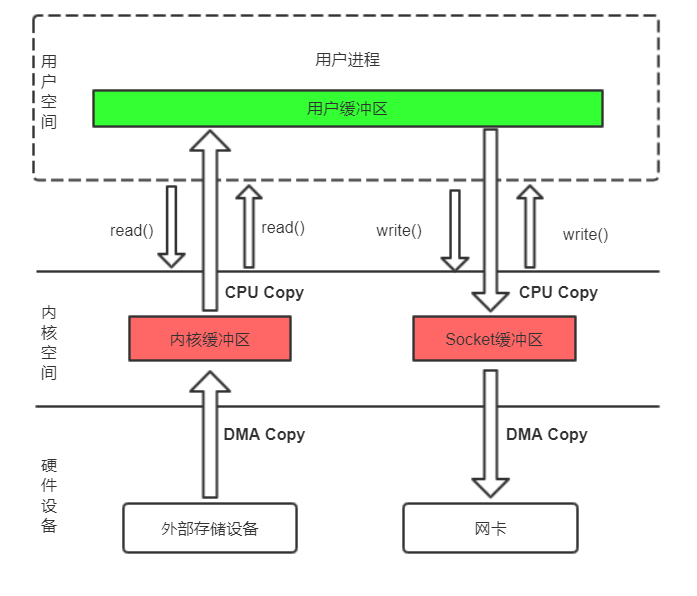 用户空间
用户进程
用户缓冲区
read()
read()
write()
write()
CPU Copy
CPU Copy
内核空间
内核缓冲区
Socket缓冲区
DMA Copy
DMA Copy
硬件设备
外部存储设备
网卡